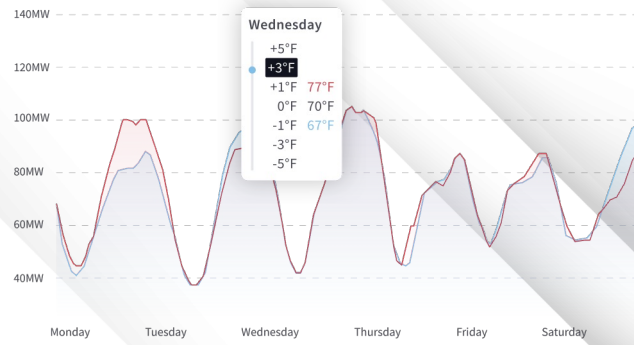 140MW
120MW
100MW
80MW
60MW
40MW
Wednesday
+5°F
+3°F
+1°F 77°F
0°F 70°F
-1°F 67°F
-3°F
-5°F
Monday Tuesday Wednesday Thursday Friday Saturday